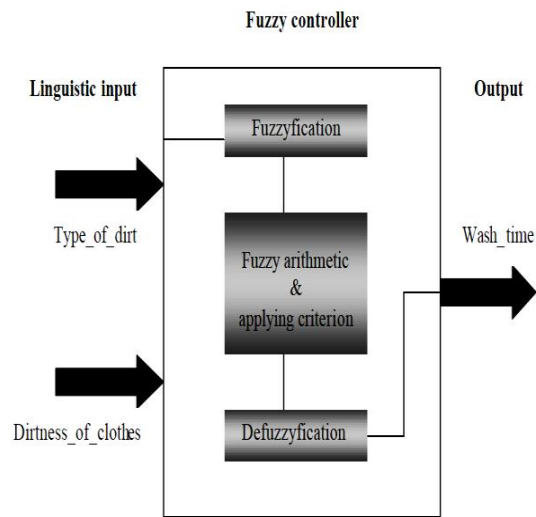 Fuzzy controller
Linguistic input
Output
Fuzzyfication
Type_of_dirt
Wash_time
Fuzzy arithmetic
&
applying criterion
Dirtness_of_clothes
Defuzzyfication